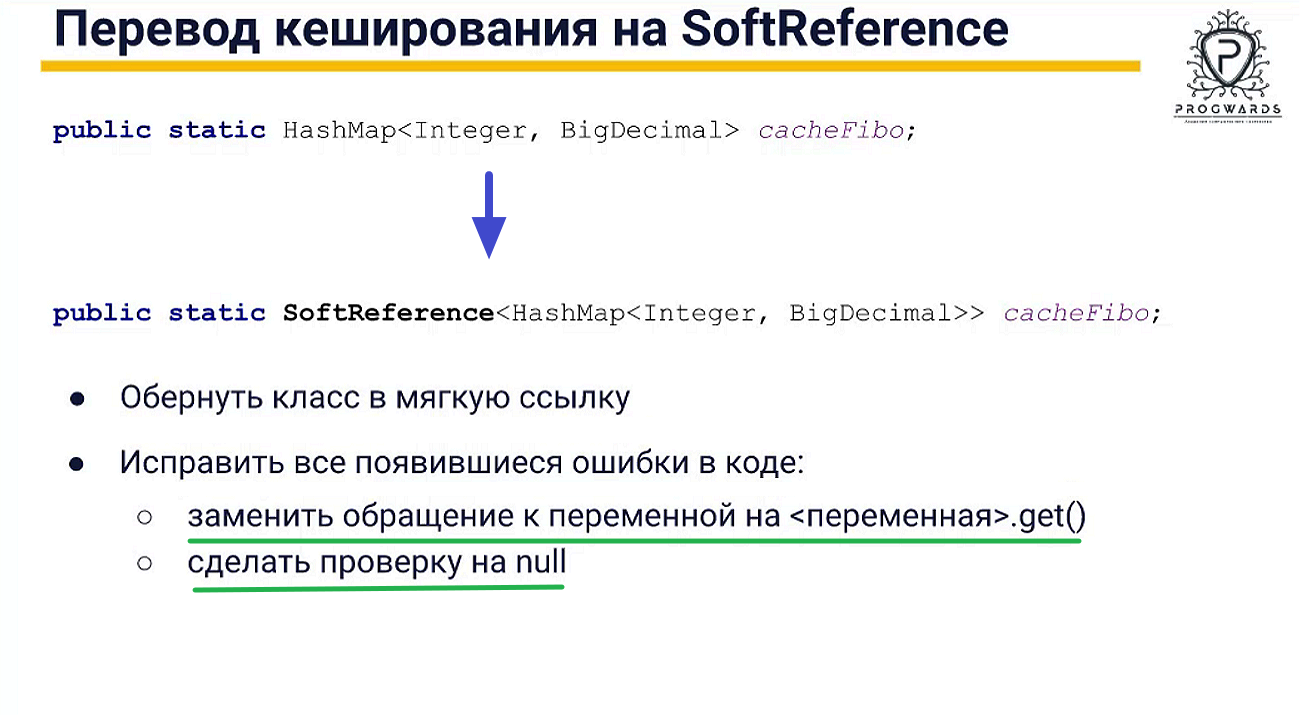 Перевод кеширования на SoftReference
PROGWARDS
public static HashMap<Integer, BigDecimal> cacheFibo;
public static SoftReference<HashMap<Integer, BigDecimal>> cacheFibo;
● Обернуть класс в мягкую ссылку
● Исправить все появившиеся ошибки в коде:
○ заменить обращение к переменной на <переменная>.get()
○ сделать проверку на null